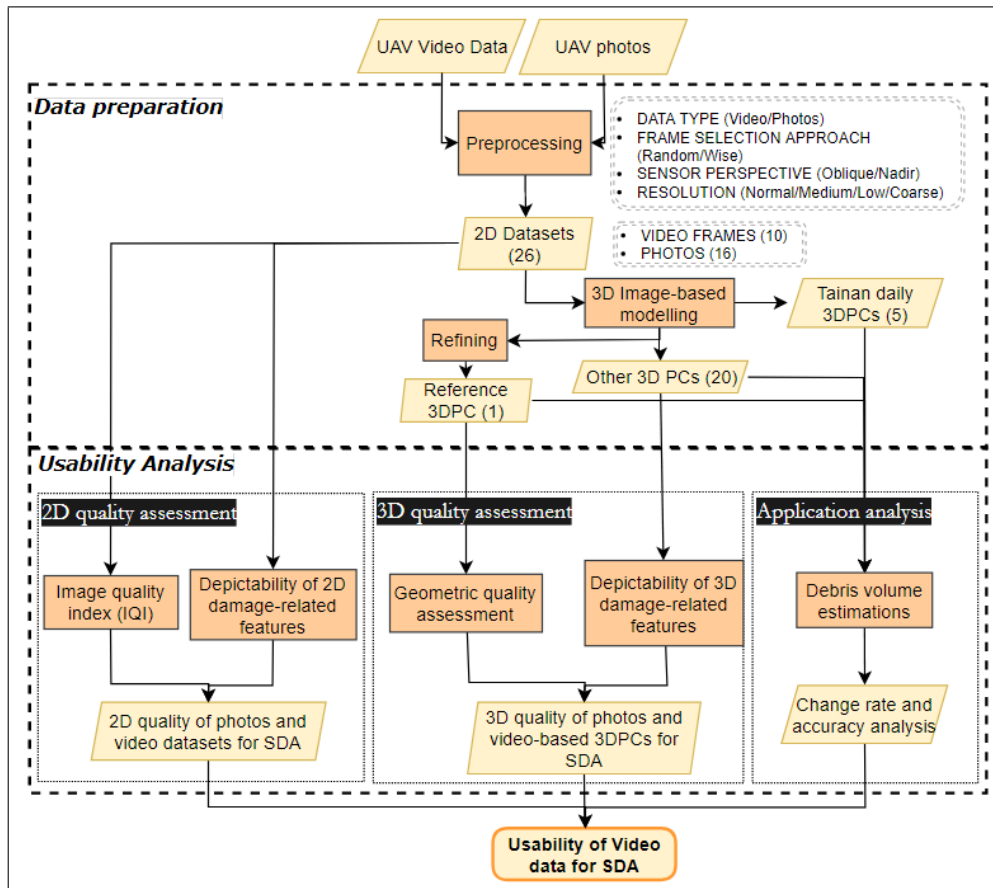 UAV Video Data
UAV photos
Data preparation
Preprocessing
• DATA TYPE (Video/Photos)
• FRAME SELECTION APPROACH
(Random/Wise)
• SENSOR PERSPECTIVE (Oblique/Nadir)
• RESOLUTION (Normal/Medium/Low/Coarse)
2D Datasets
(26)
• VIDEO FRAMES (10)
• PHOTOS (16)
3D Image-based
modelling
Tainan daily
3DPCs (5)
Refining
Reference
3DPC (1)
Other 3D PCs (20)
Usability Analysis
2D quality assessment
3D quality assessment
Application analysis
Image quality
index (IQI)
Depictability of 2D
damage-related
features
Geometric quality
assessment
Depictability of 3D
damage-related
features
Debris volume
estimations
2D quality of photos and
video datasets for SDA
3D quality of photos and
video-based 3DPCs for
SDA
Change rate and
accuracy analysis
Usability of Video
data for SDA